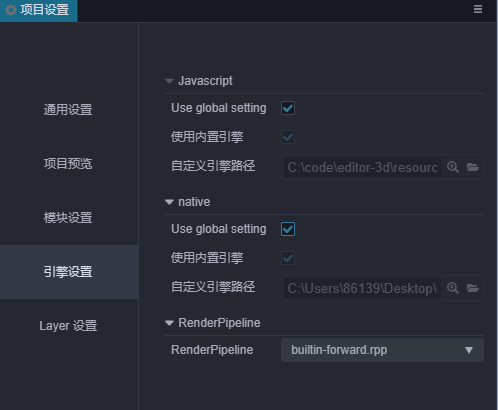 项目设置
通用设置
项目预览
模块设置
引擎设置
Layer 设置
Javascript
Use global setting
使用内置引擎
自定义引擎路径 C:\code\editor-3d\resourc
native
Use global setting
使用内置引擎
自定义引擎路径 C:\Users\86139\Desktop\
RenderPipeline
RenderPipeline builtin-forward.rpp